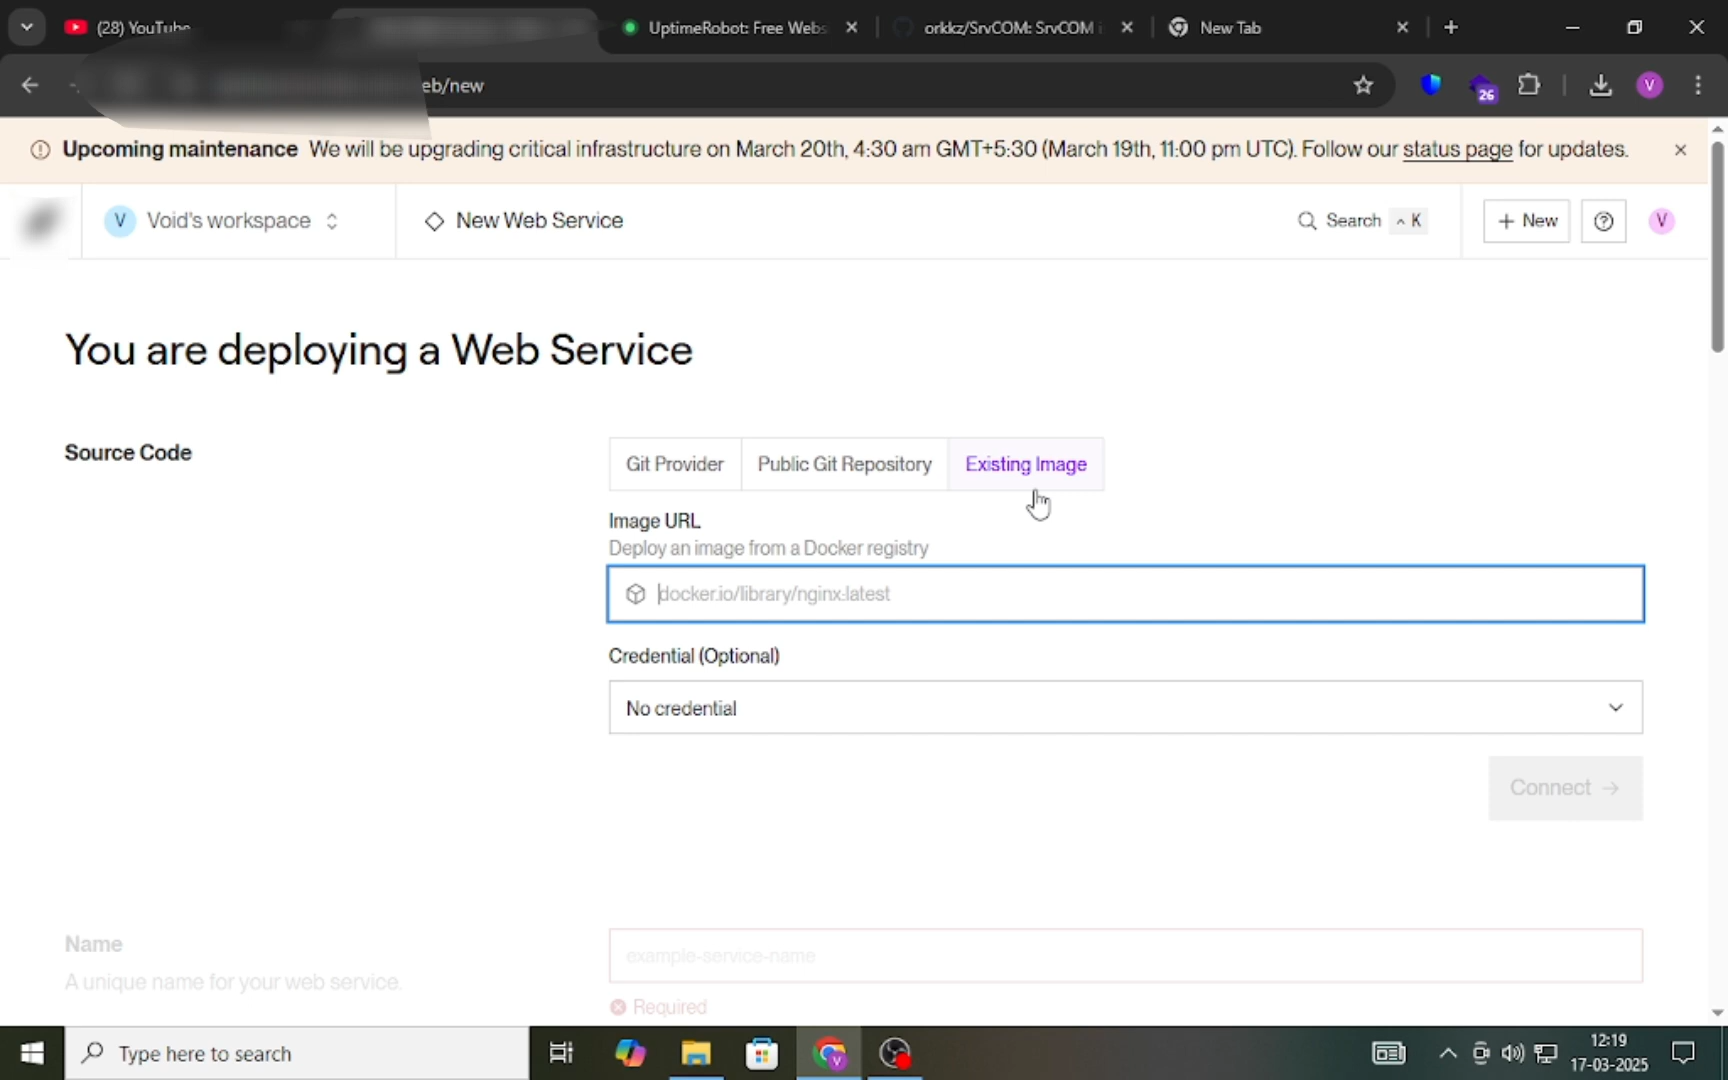 (28) YouTube
UptimeRobot: Free Webs
orkkz/SrvCOM: SrvCOM i
New Tab
eb/new
26
V
Upcoming maintenance We will be upgrading critical infrastructure on March 20th, 4:30 am GMT+5:30 (March 19th, 11:00 pm UTC). Follow our status page for updates.
V Void's workspace
New Web Service
Search ^ K
+ New
V
You are deploying a Web Service
Source Code
Git Provider
Public Git Repository
Existing Image
Image URL
Deploy an image from a Docker registry
docker.io/library/nginx:latest
Credential (Optional)
No credential
Connect →
Name
A unique name for your web service.
example-service-name
Required
Type here to search
V
12:19
17-03-2025